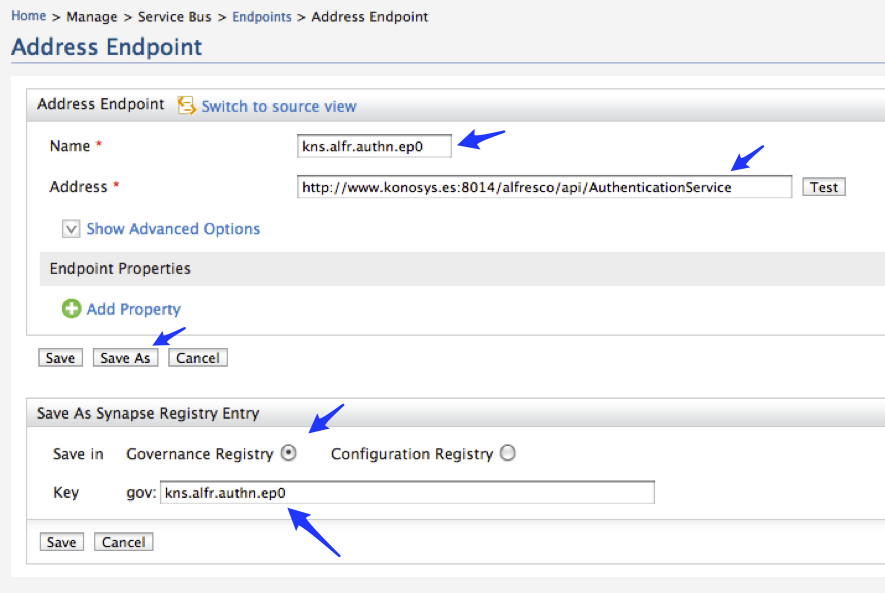 Home > Manage > Service Bus > Endpoints > Address Endpoint
Address Endpoint
Address Endpoint Switch to source view
Name * kns.alfr.authn.ep0
Address * http://www.konosys.es:8014/alfresco/api/AuthenticationService Test
Show Advanced Options
Endpoint Properties
Add Property
Save Save As Cancel
Save As Synapse Registry Entry
Save in Governance Registry Configuration Registry
Key gov: kns.alfr.authn.ep0
Save Cancel